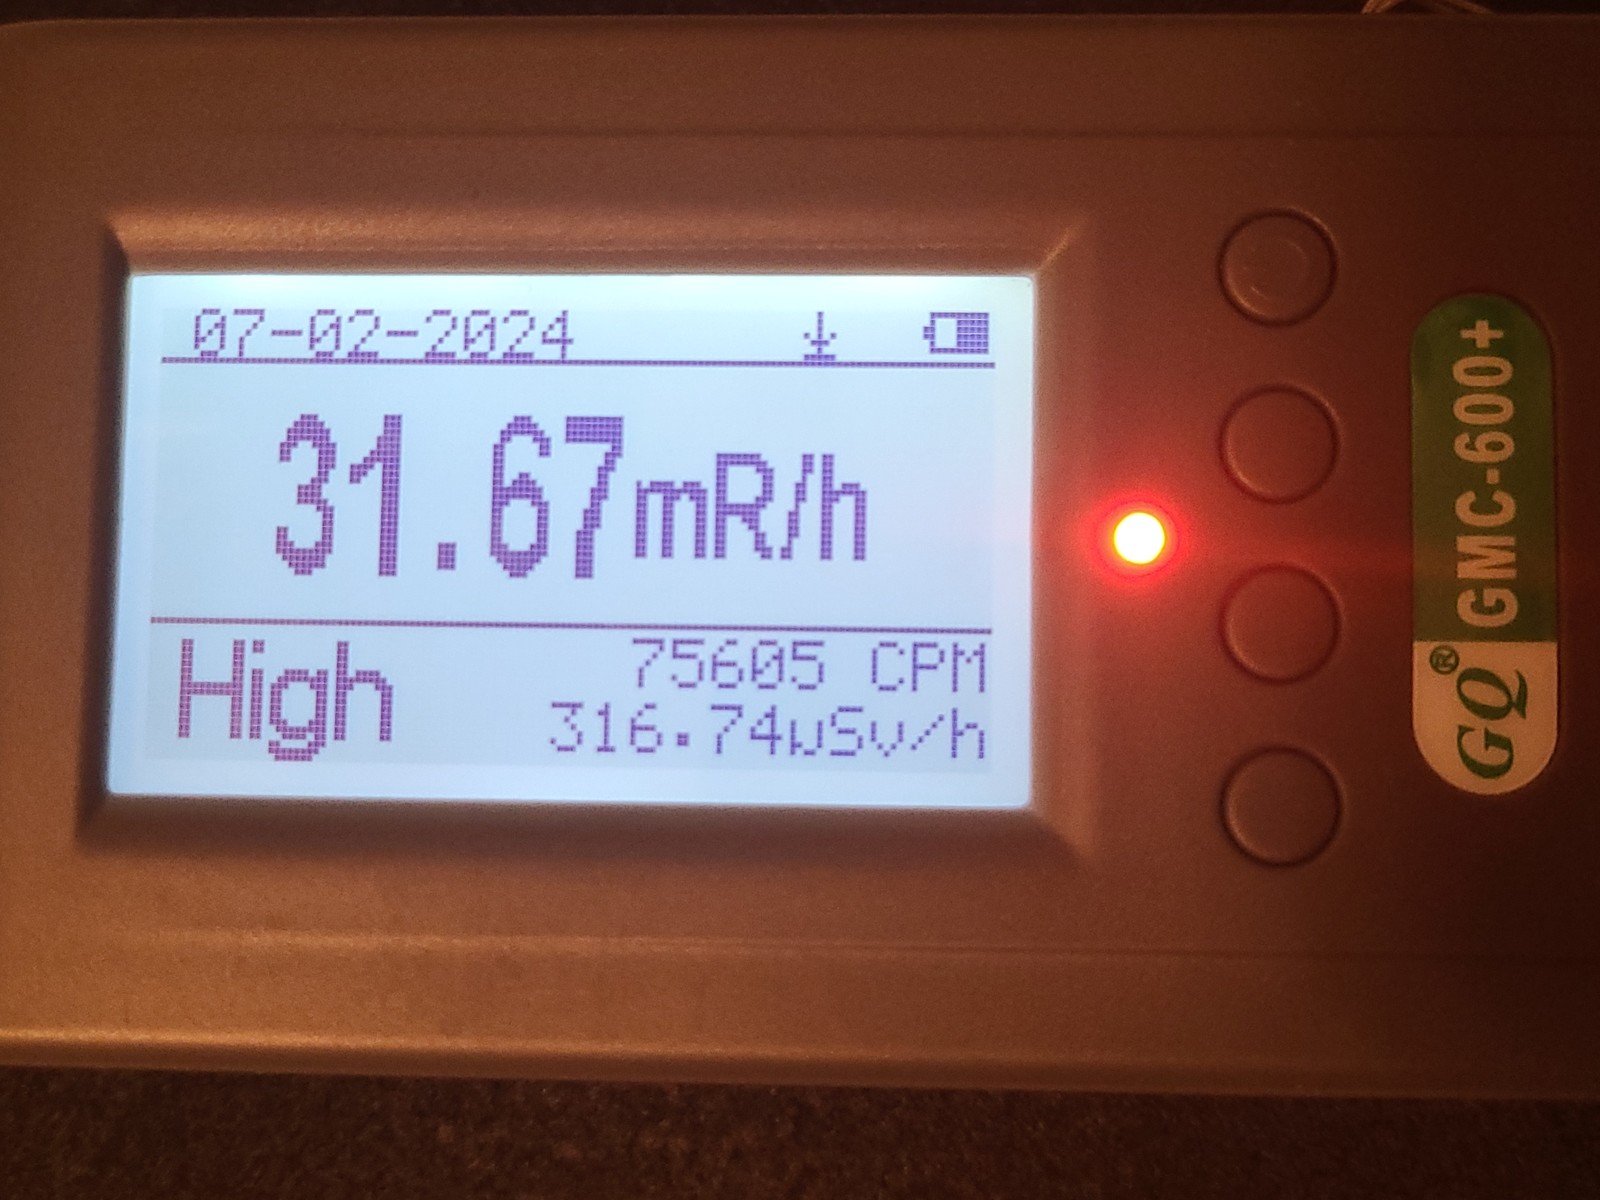 07-02-2024
31.67mR/h
High
75605 CPM
316.74µSv/h
GQ® GMC-600+